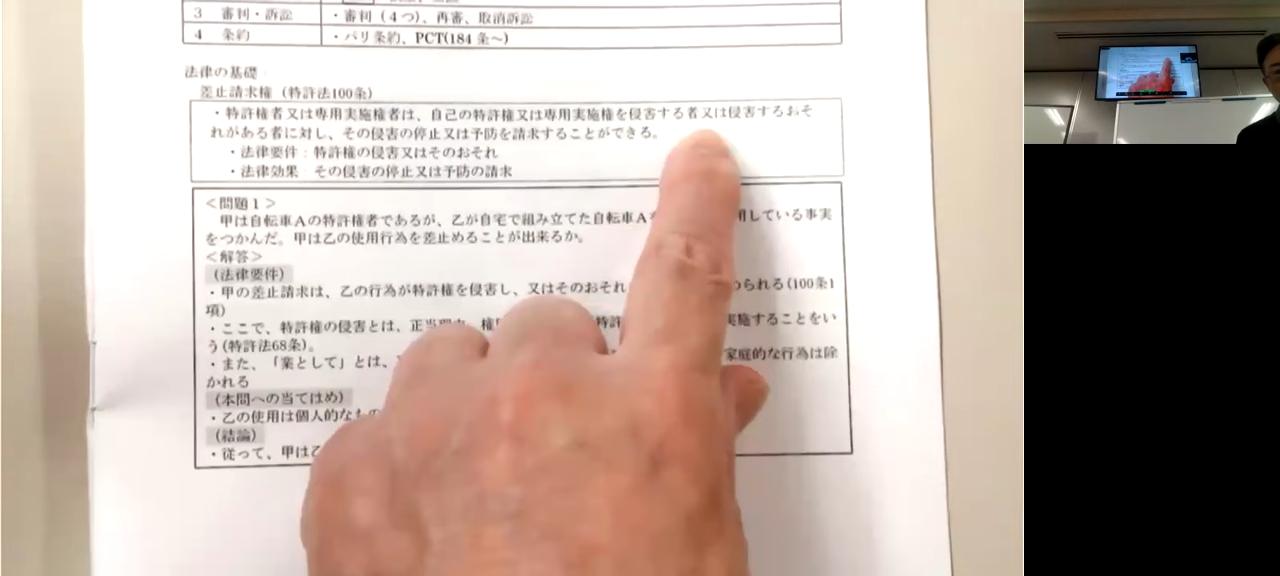 3 審判・訴訟 ・審判（4つ）、再審、取消訴訟
4 条約 ・パリ条約、PCT(184条～)
法律の基礎
差止請求権（特許法100条）
・特許権者又は専用実施権者は、自己の特許権又は専用実施権を侵害する者又は侵害するおそ
れがある者に対し、その侵害の停止又は予防を請求することができる。
・法律要件：特許権の侵害又はそのおそれ
・法律効果 その侵害の停止又は予防の請求
＜問題１＞
甲は自転車Aの特許権者であるが、乙が自宅で組み立てた自転車A している事実
をつかんだ。甲は乙の使用行為を差止めることが出来るか。
＜解答＞
（法律要件）
・甲の差止請求は、乙の行為が特許権を侵害し、又はそのおそれ られる(100条1
項)
・ここで、特許権の侵害とは、正当 実施することをい
う(特許法68条)。
・また、「業として」とは、 家庭的な行為は除
かれる
（本問への当てはめ）
・乙の使用は個人的なもの
（結論）
・従って、甲は乙